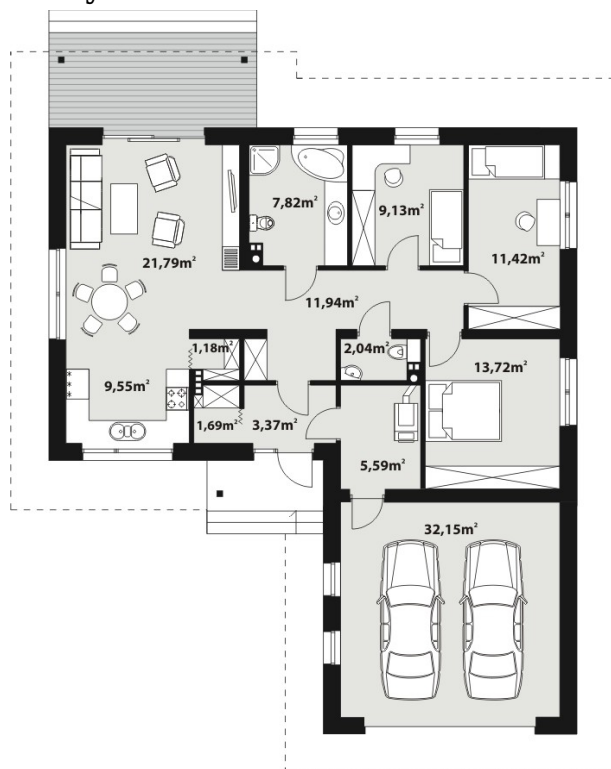 7,82m²
9,13m²
21,79m²
11,42m²
11,94m²
1,18m²
2,04m²
13,72m²
9,55m²
1,69m²
3,37m²
5,59m²
32,15m²